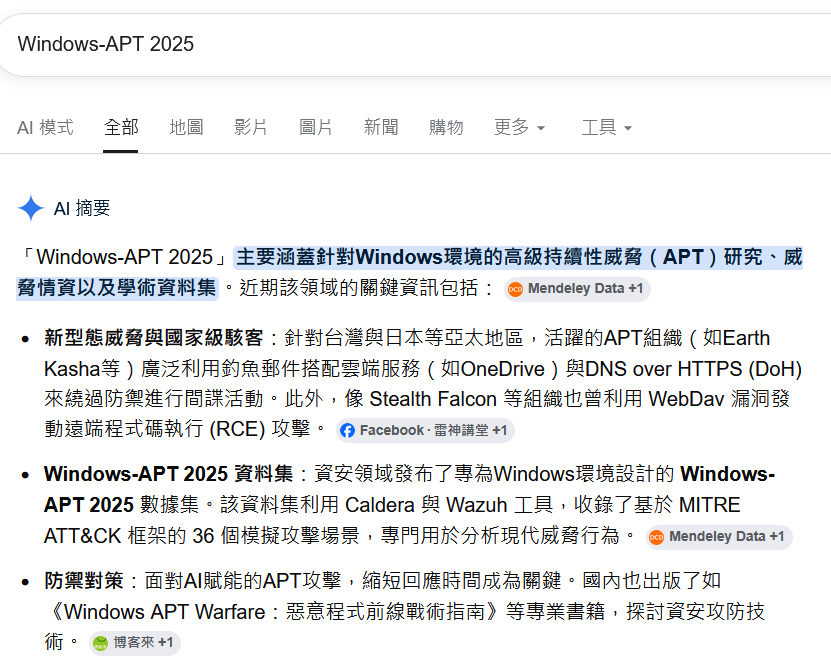 Windows-APT 2025
AI 模式 全部 地圖 影片 圖片 新聞 購物 更多 工具
AI 摘要
「Windows-APT 2025」主要涵蓋針對Windows環境的高級持續性威脅（APT）研究、威
脅情資以及學術資料集。近期該領域的關鍵資訊包括： Mendeley Data +1
• 新型態威脅與國家級駭客：針對台灣與日本等亞太地區，活躍的APT組織（如Earth
Kasha等）廣泛利用釣魚郵件搭配雲端服務（如OneDrive）與DNS over HTTPS (DoH)
來繞過防禦進行間諜活動。此外，像 Stealth Falcon 等組織也曾利用 WebDav 漏洞發
動遠端程式碼執行 (RCE) 攻擊。 Facebook · 雷神講堂 +1
• Windows-APT 2025 資料集：資安領域發布了專為Windows環境設計的 Windows-
APT 2025 數據集。該資料集利用 Caldera 與 Wazuh 工具，收錄了基於 MITRE
ATT&CK 框架的 36 個模擬攻擊場景，專門用於分析現代威脅行為。 Mendeley Data +1
• 防禦對策：面對AI賦能的APT攻擊，縮短回應時間成為關鍵。國內也出版了如
《Windows APT Warfare：惡意程式前線戰術指南》等專業書籍，探討資安攻防技
術。 博客來 +1